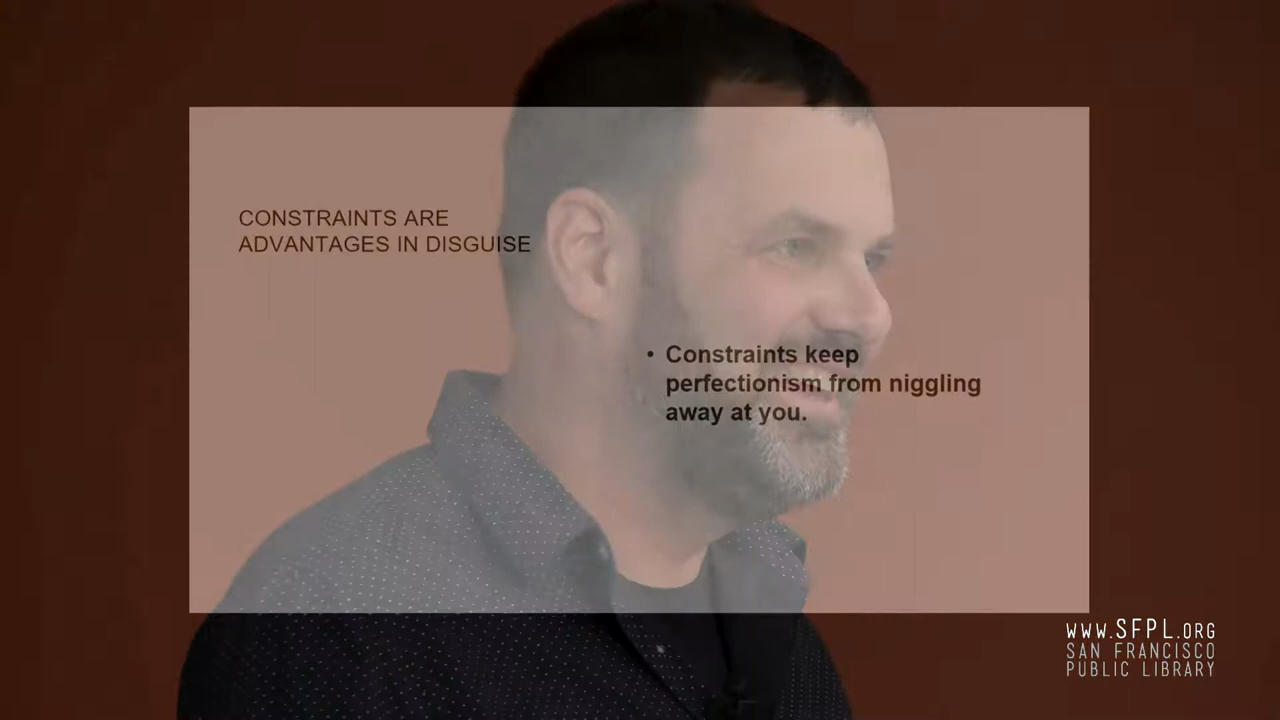 CONSTRAINTS ARE
ADVANTAGES IN DISGUISE
• Constraints keep
perfectionism from niggling
away at you.
WWW.SFPL.ORG
SAN FRANCISCO
PUBLIC LIBRARY